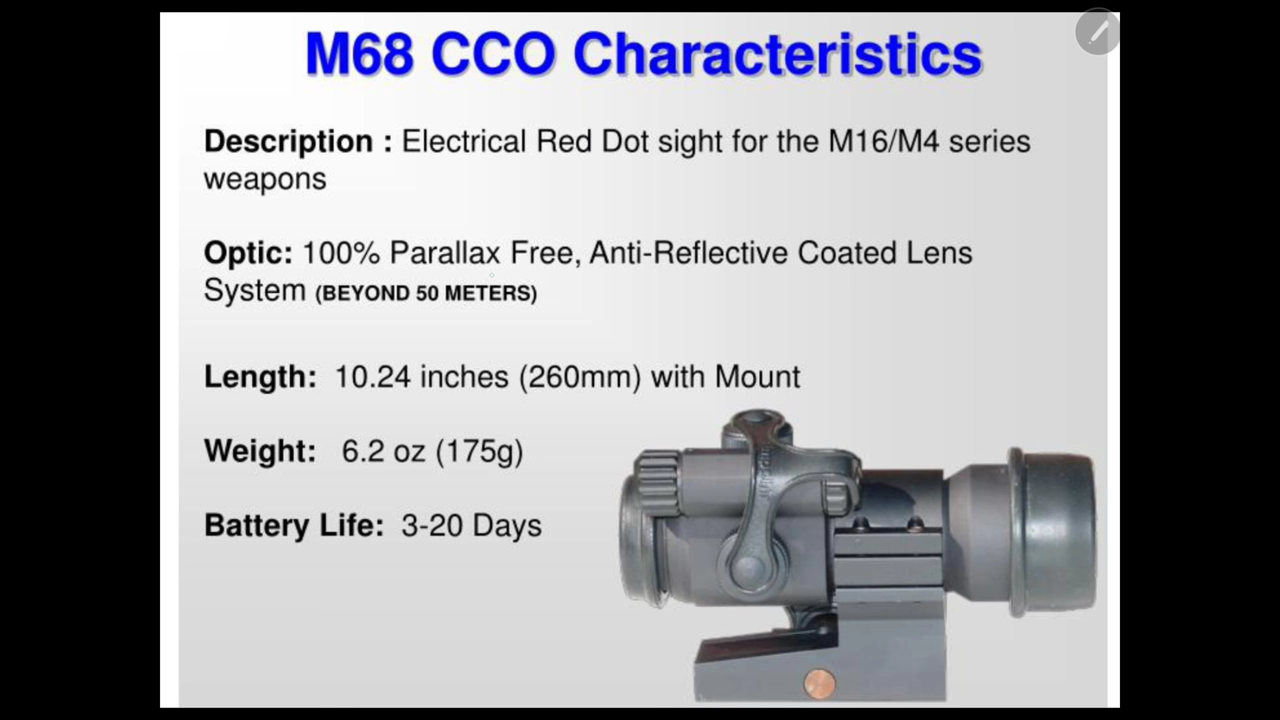 M68 CCO Characteristics
Description : Electrical Red Dot sight for the M16/M4 series
weapons
Optic: 100% Parallax Free, Anti-Reflective Coated Lens
System (BEYOND 50 METERS)
Length: 10.24 inches (260mm) with Mount
Weight: 6.2 oz (175g)
Battery Life: 3-20 Days